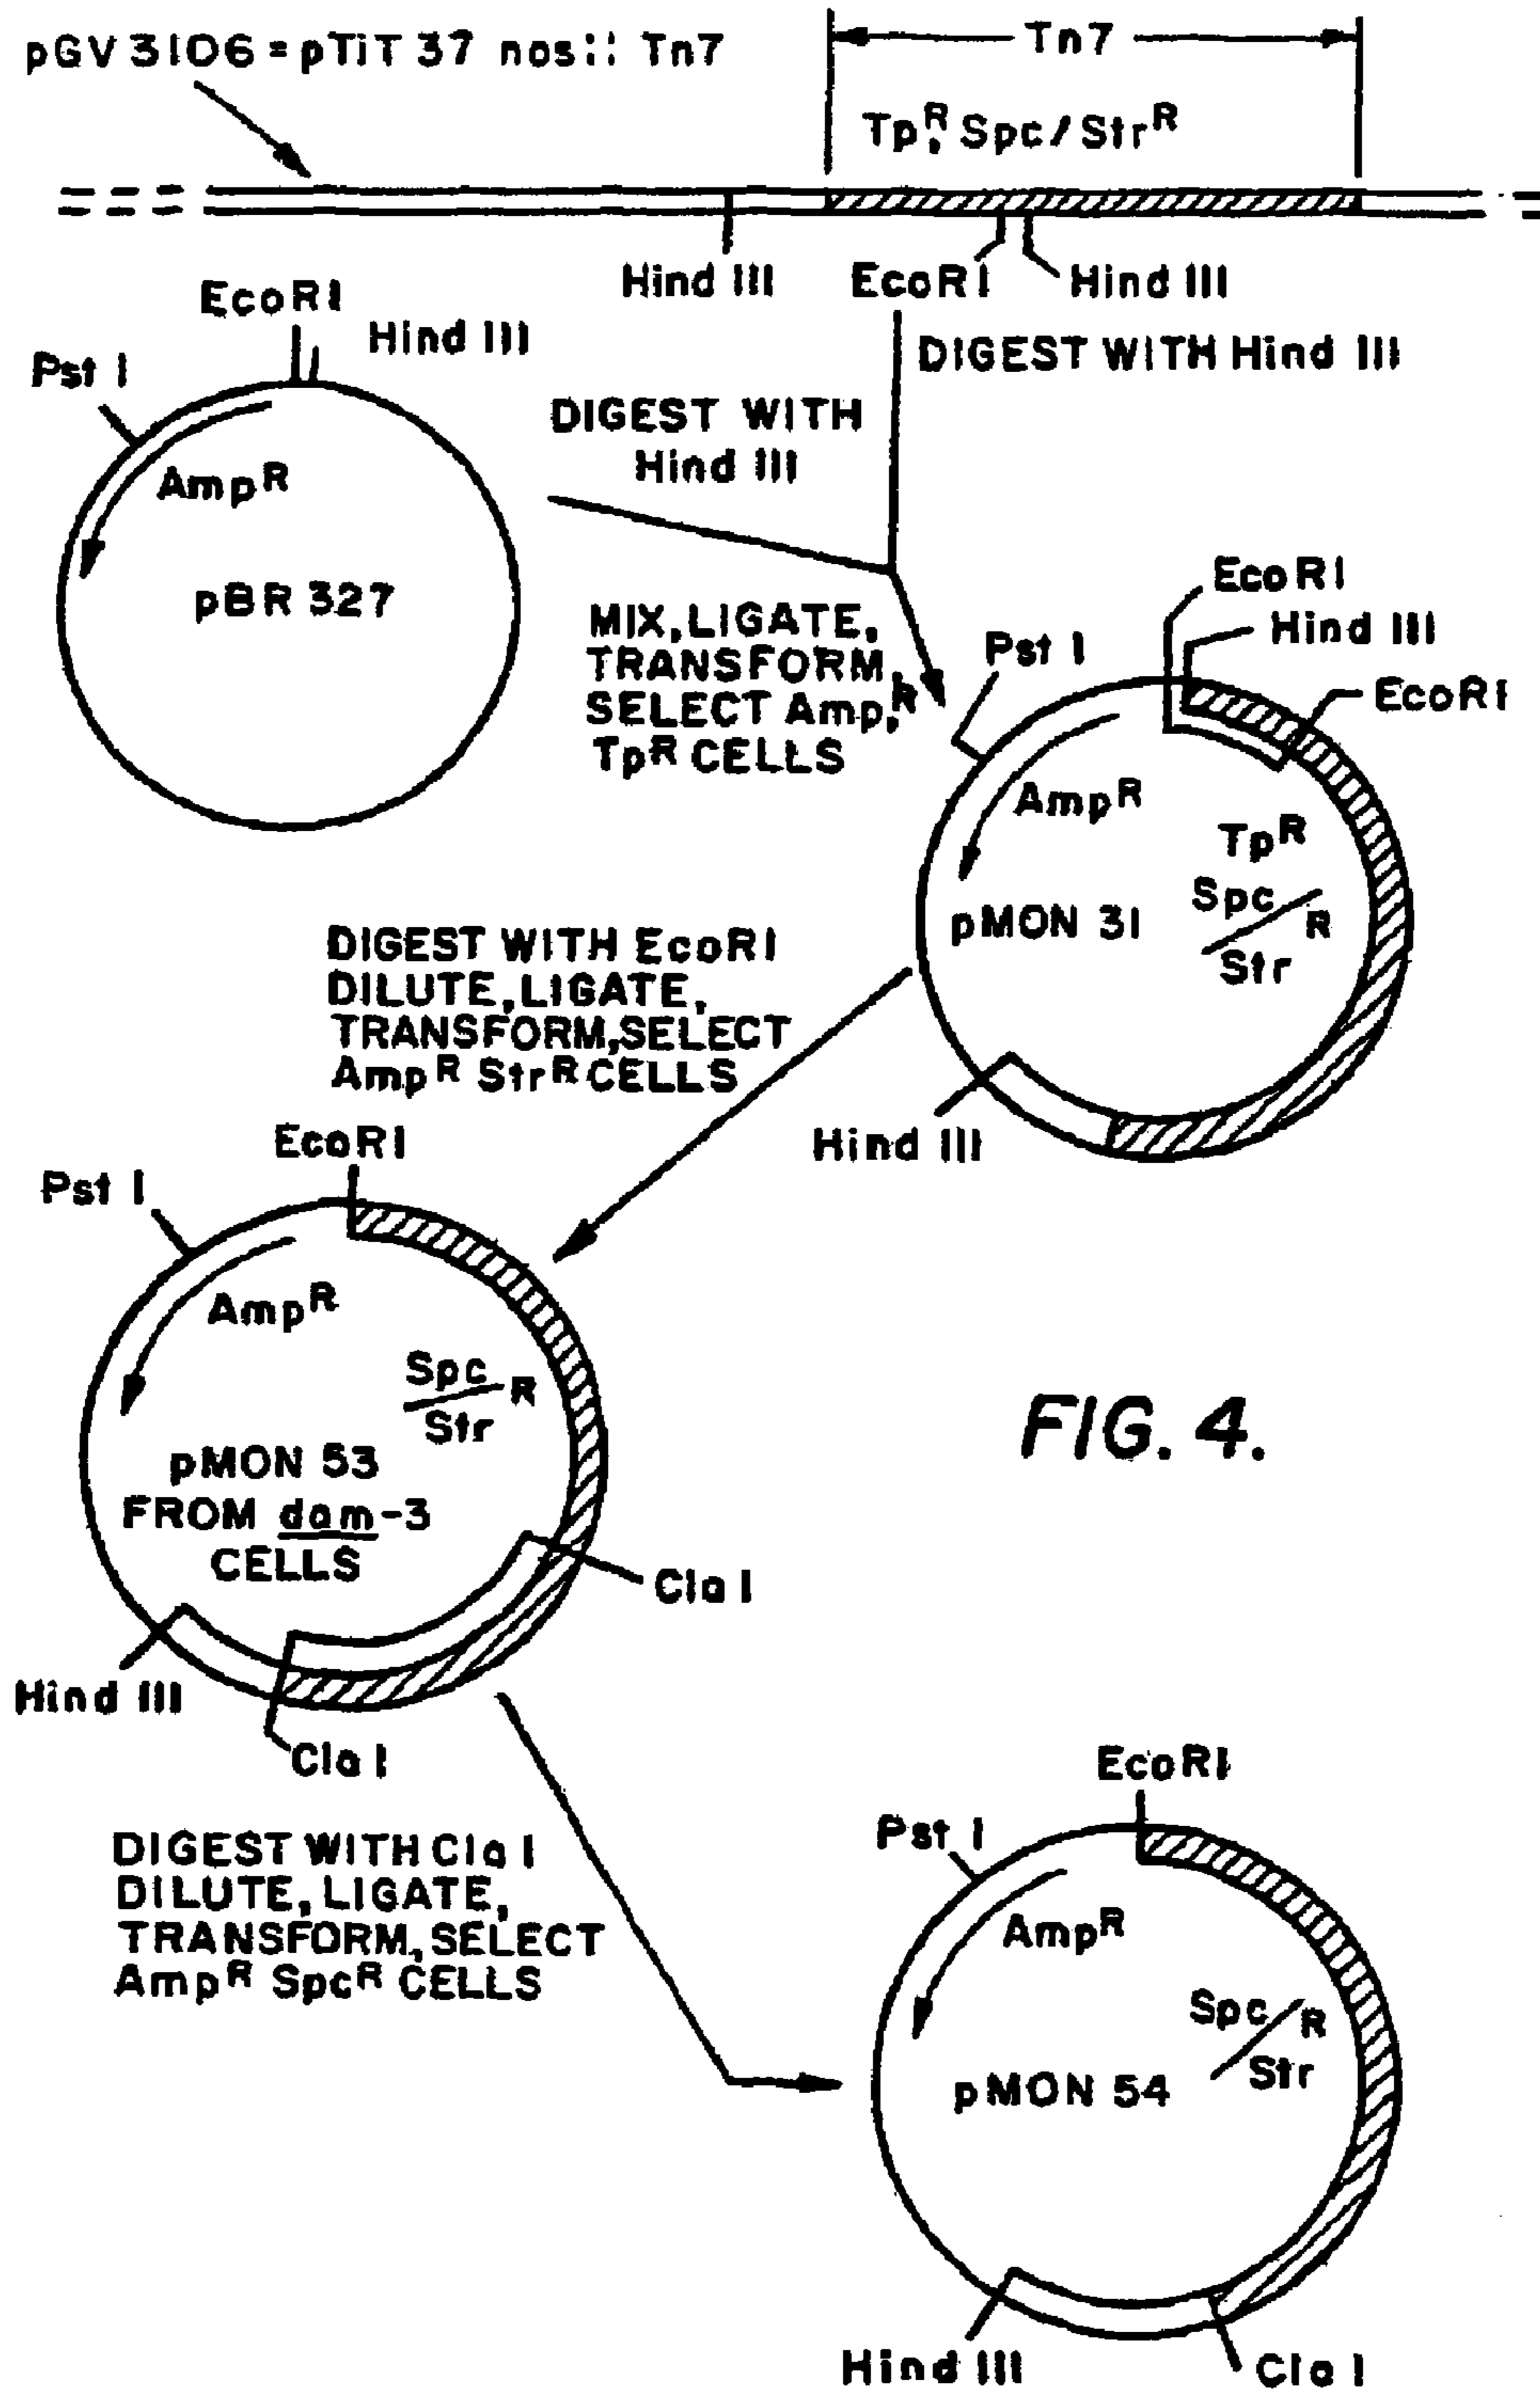 pGV 3106 = pTiT 37 nos:: Tn7
Tn7
Tp^R, Spc/Str^R
Hind III
EcoRI
Hind III
DIGEST WITH Hind III
EcoRI
Hind III
Pst I
Amp^R
pBR 327
DIGEST WITH
Hind III
MIX, LIGATE,
TRANSFORM,
SELECT Amp,^R
Tp^R CELLS
EcoRI
Hind III
EcoRI
Pst I
Amp^R
Tp^R
Spc/Str R
pMON 31
Hind III
DIGEST WITH EcoRI
DILUTE, LIGATE,
TRANSFORM, SELECT
Amp^R Str^R CELLS
EcoRI
Pst I
Amp^R
Spc/Str R
pMON 53
FROM dam-3
CELLS
Cla I
Hind III
Cla I
FIG. 4.
DIGEST WITH Cla I
DILUTE, LIGATE,
TRANSFORM, SELECT
Amp^R Spc^R CELLS
EcoRI
Pst I
Amp^R
Spc/Str R
pMON 54
Hind III
Cla I